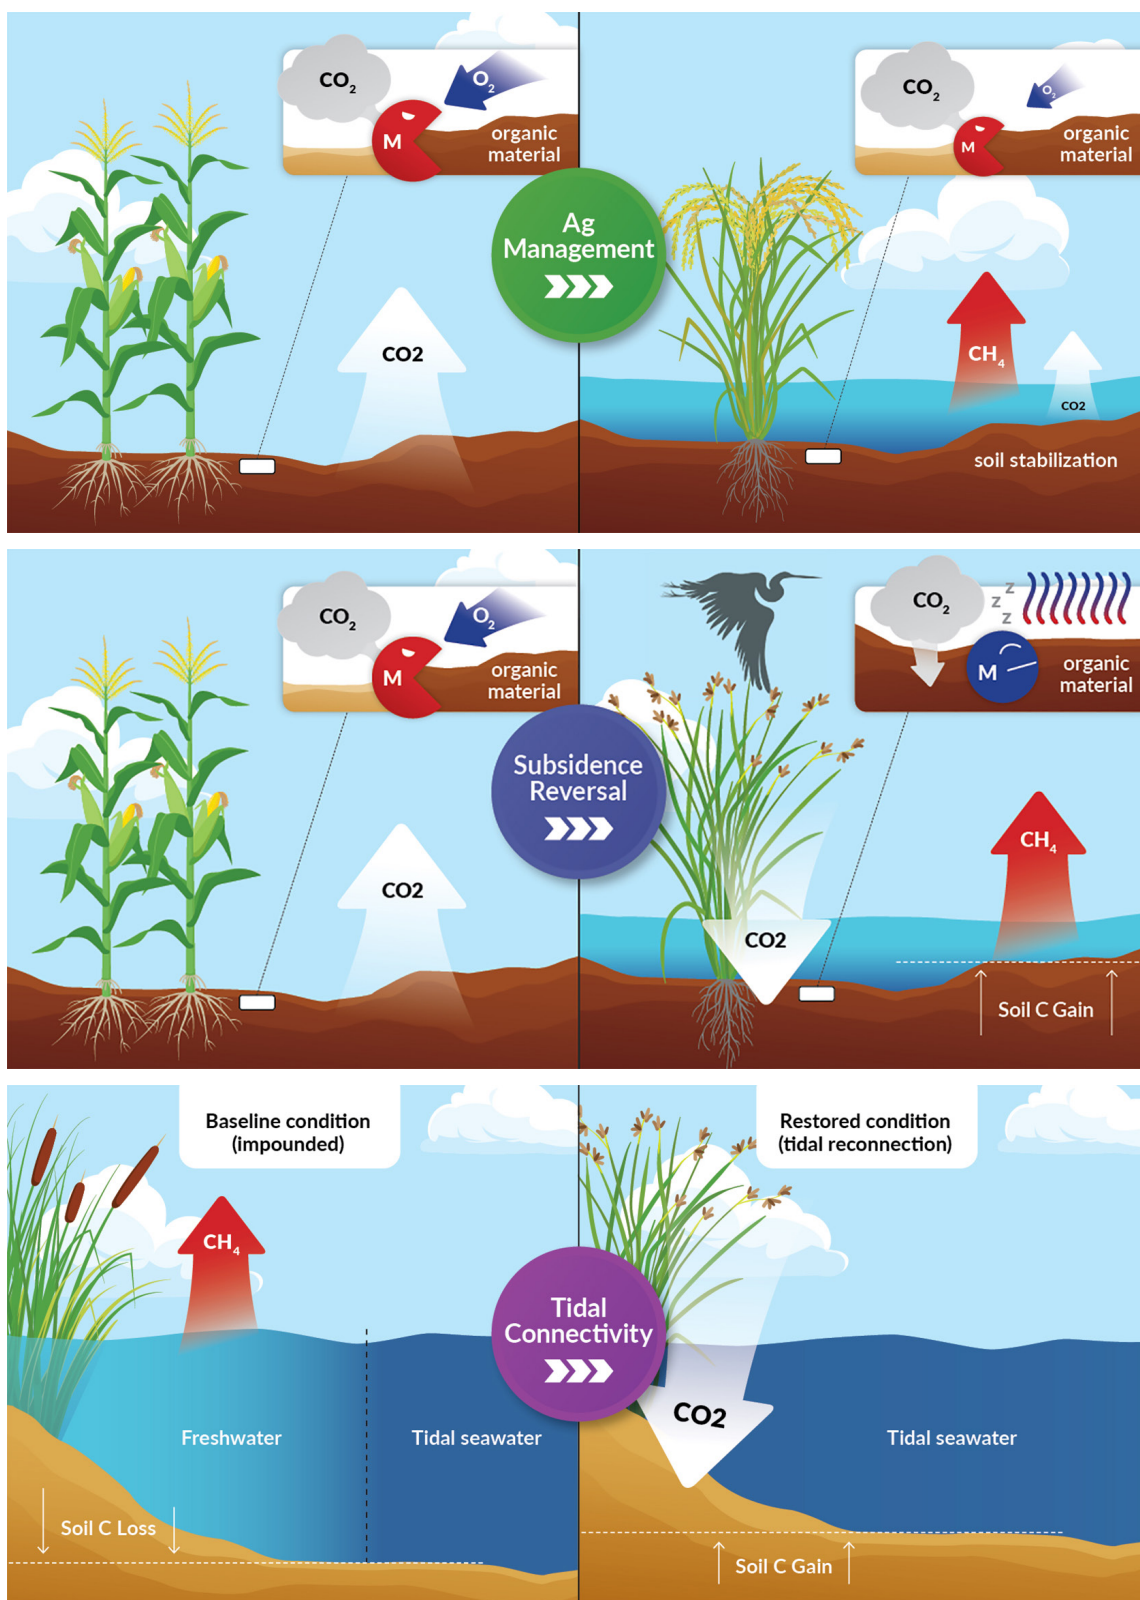 CO2
O2
M
organic
material
CO2
Ag
Management
CO2
O2
M
organic
material
CH4
CO2
soil stabilization
CO2
O2
M
organic
material
CO2
Subsidence
Reversal
CO2
z
z
z
M
organic
material
CH4
CO2
Soil C Gain
Baseline condition
(impounded)
CH4
Freshwater
Tidal seawater
Soil C Loss
Tidal
Connectivity
Restored condition
(tidal reconnection)
CO2
Tidal seawater
Soil C Gain